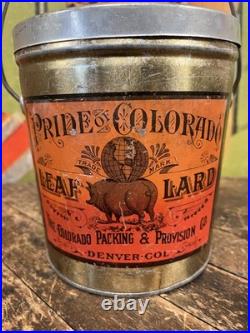 PRIDE OF COLORADO
TRADE MARK
LEAF LARD
THE COLORADO PACKING & PROVISION CO
DENVER COL